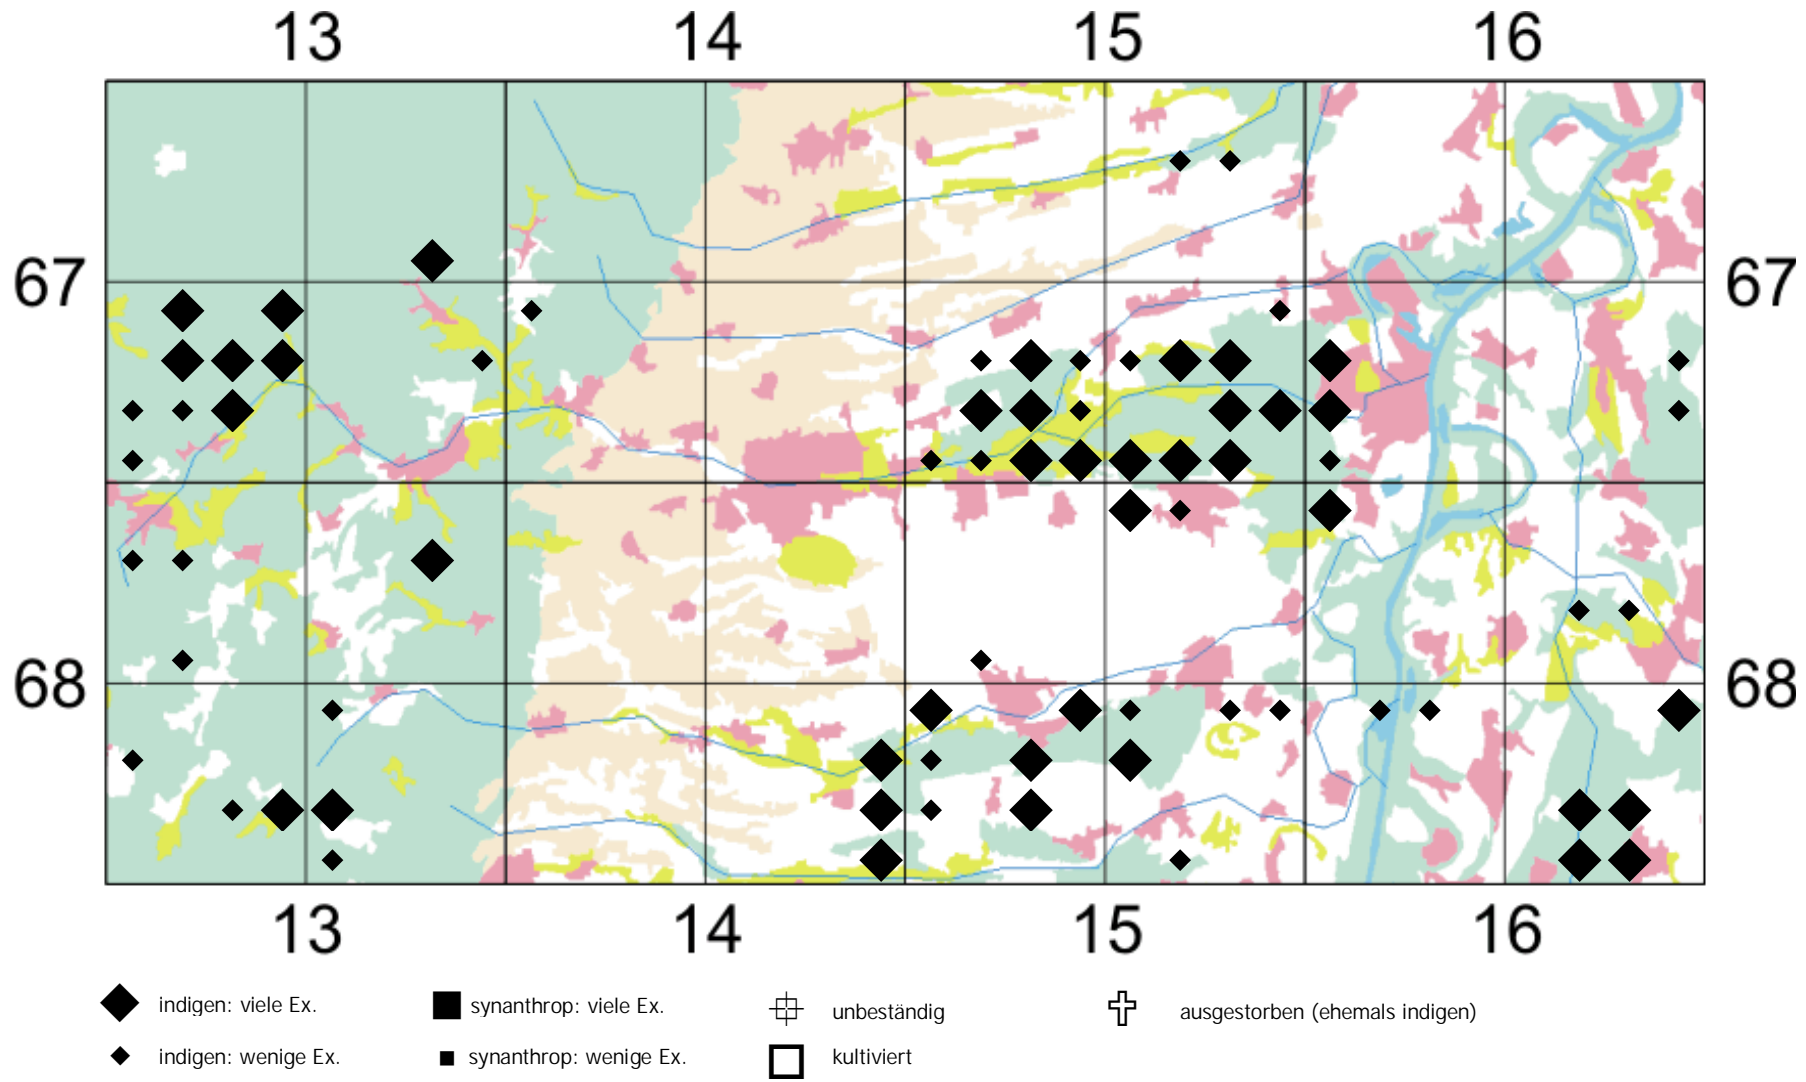 13 14 15 16
67 67
68 68
13 14 15 16
indigen: viele Ex. synanthrop: viele Ex. unbeständig ausgestorben (ehemals indigen)
indigen: wenige Ex. synanthrop: wenige Ex. kultiviert